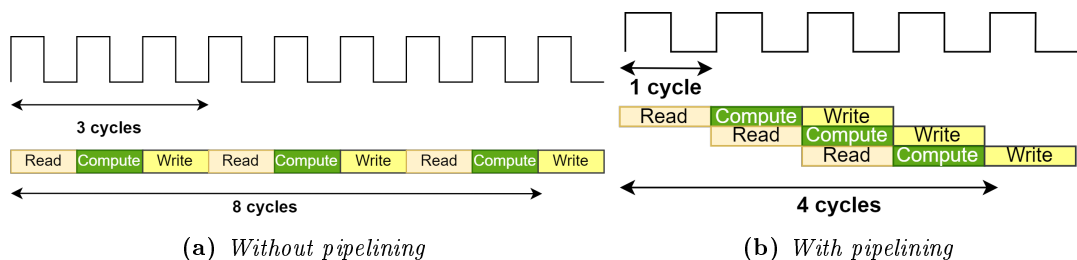 3 cycles
Read Compute Write Read Compute Write Read Compute Write
8 cycles
(a) Without pipelining
1 cycle
Read Compute Write
Read Compute Write
Read Compute Write
4 cycles
(b) With pipelining